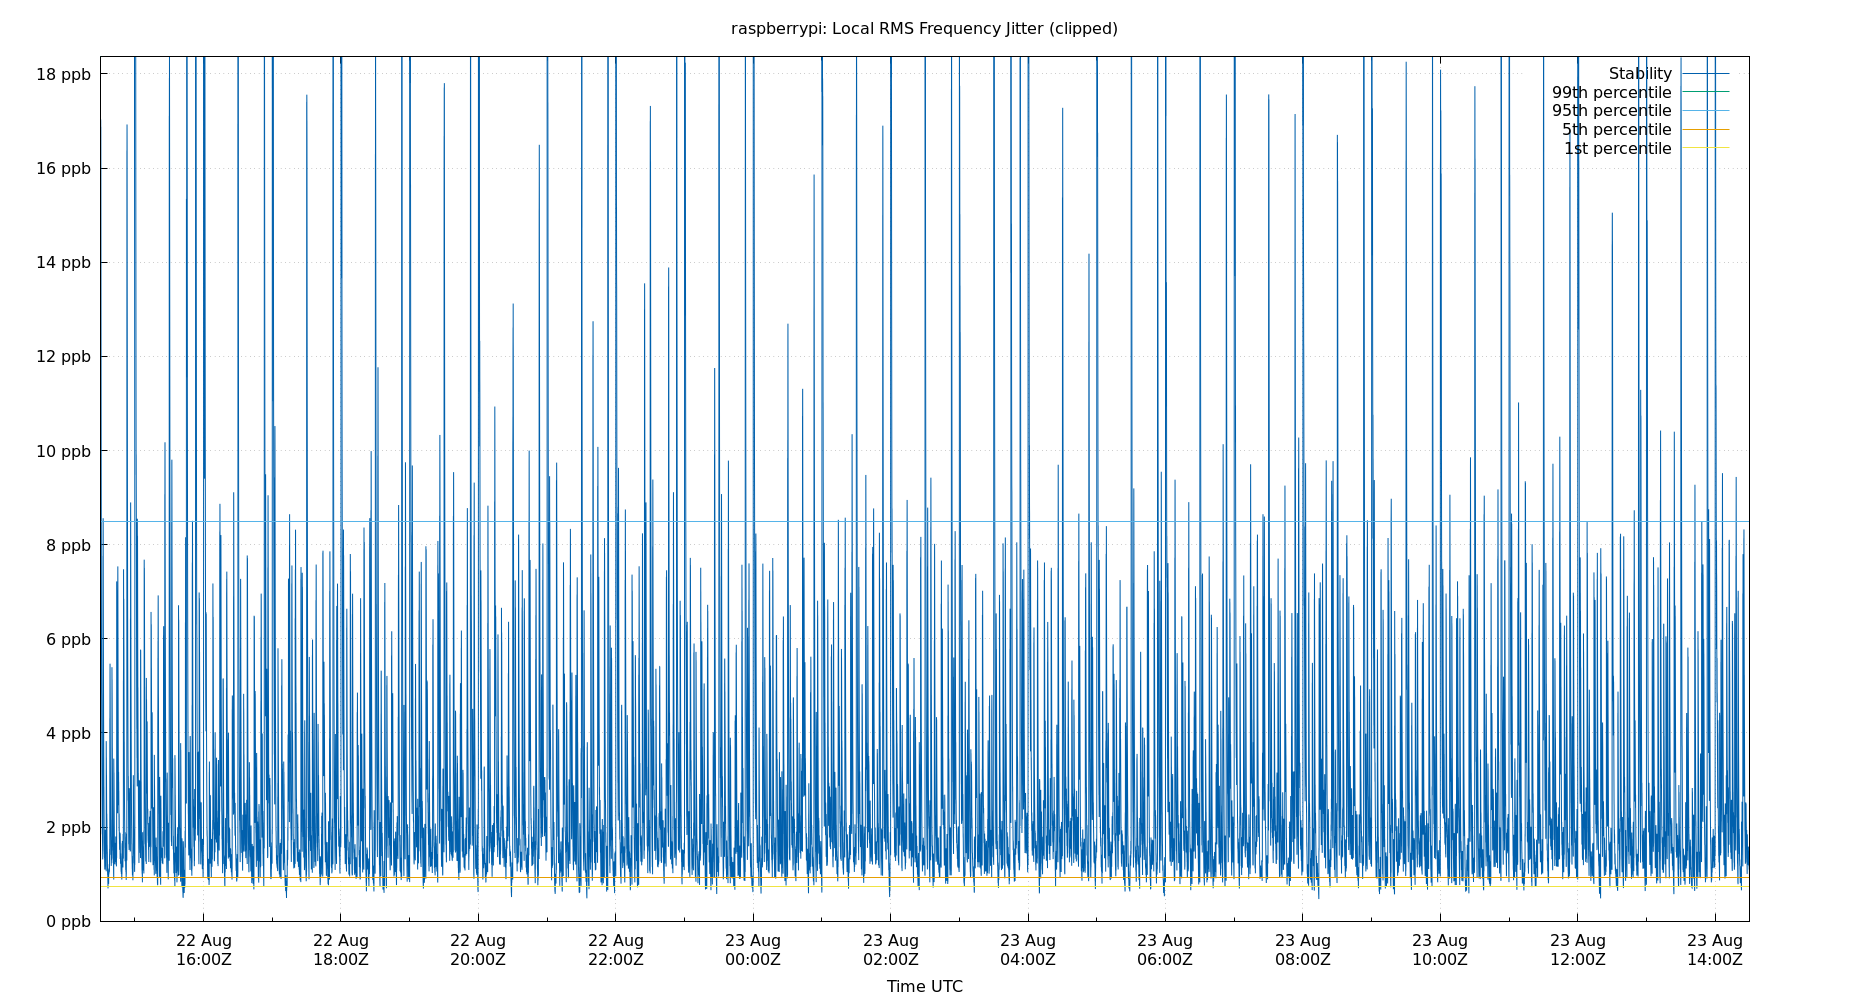 raspberrypi: Local RMS Frequency Jitter (clipped)
18 ppb
16 ppb
14 ppb
12 ppb
10 ppb
8 ppb
6 ppb
4 ppb
2 ppb
0 ppb
Stability
99th percentile
95th percentile
5th percentile
1st percentile
22 Aug
16:00Z
22 Aug
18:00Z
22 Aug
20:00Z
22 Aug
22:00Z
23 Aug
00:00Z
23 Aug
02:00Z
23 Aug
04:00Z
23 Aug
06:00Z
23 Aug
08:00Z
23 Aug
10:00Z
23 Aug
12:00Z
23 Aug
14:00Z
Time UTC